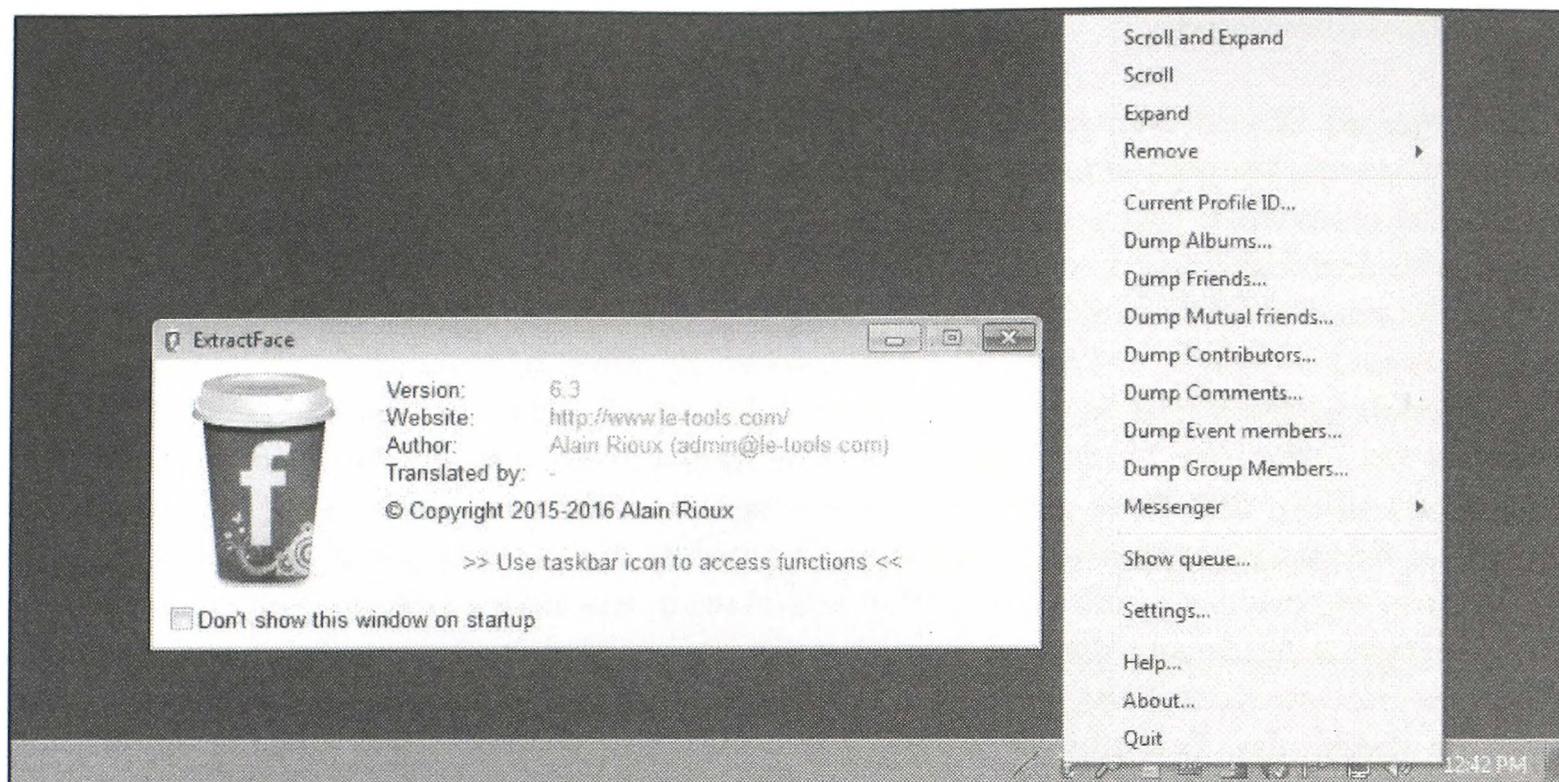 ExtractFace
Version: 6.3
Website: http://www.le-tools.com/
Author: Alain Rioux (admin@le-tools.com)
Translated by: -
© Copyright 2015-2016 Alain Rioux
>> Use taskbar icon to access functions <<
Don't show this window on startup
Scroll and Expand
Scroll
Expand
Remove
Current Profile ID...
Dump Albums...
Dump Friends...
Dump Mutual friends...
Dump Contributors...
Dump Comments...
Dump Event members...
Dump Group Members...
Messenger
Show queue...
Settings...
Help...
About...
Quit
12:42 PM